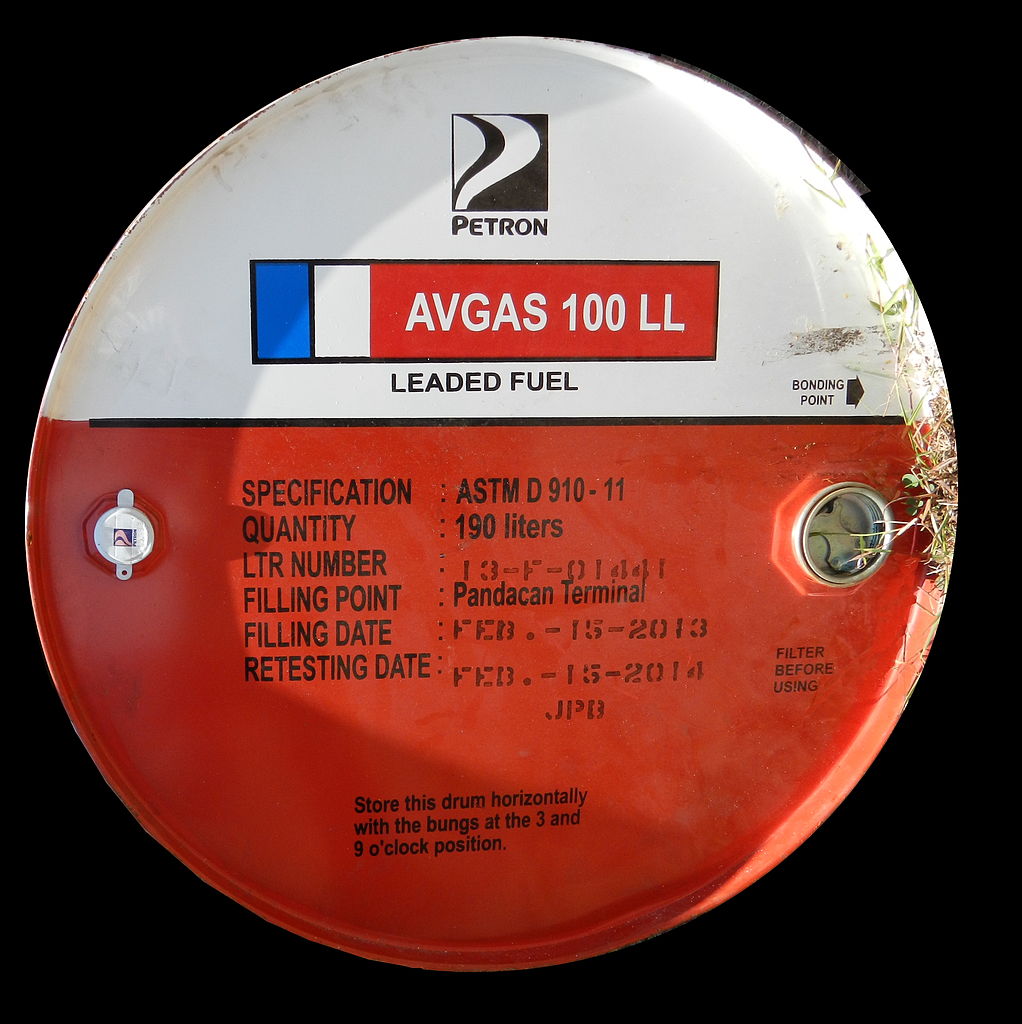 PETRON
AVGAS 100 LL
LEADED FUEL
BONDING
POINT
SPECIFICATION : ASTM D 910 - 11
QUANTITY : 190 liters
LTR NUMBER : 13-F-01441
FILLING POINT : Pandacan Terminal
FILLING DATE : FEB.-15-2013
RETESTING DATE : FEB.-15-2014
JPB
PETRON
FILTER
BEFORE
USING
Store this drum horizontally
with the bungs at the 3 and
9 o'clock position.